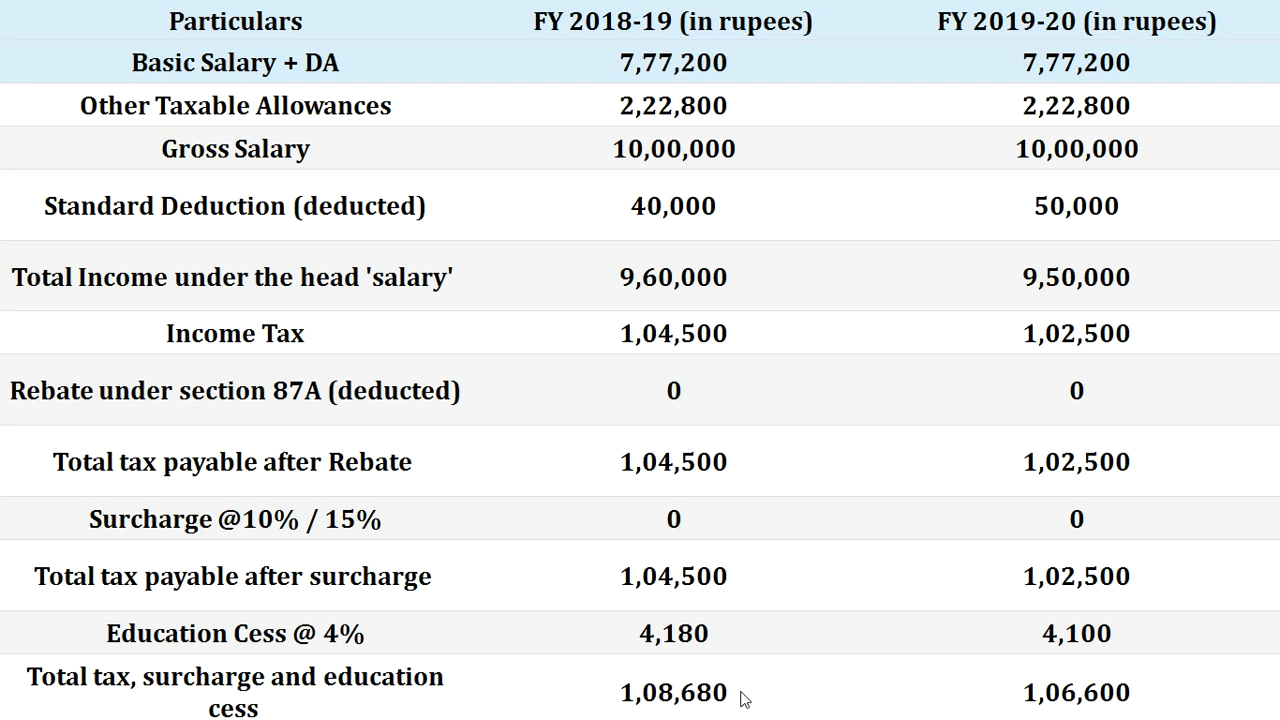 Particulars FY 2018-19 (in rupees) FY 2019-20 (in rupees)
Basic Salary + DA 7,77,200 7,77,200
Other Taxable Allowances 2,22,800 2,22,800
Gross Salary 10,00,000 10,00,000
Standard Deduction (deducted) 40,000 50,000
Total Income under the head 'salary' 9,60,000 9,50,000
Income Tax 1,04,500 1,02,500
Rebate under section 87A (deducted) 0 0
Total tax payable after Rebate 1,04,500 1,02,500
Surcharge @10% / 15% 0 0
Total tax payable after surcharge 1,04,500 1,02,500
Education Cess @ 4% 4,180 4,100
Total tax, surcharge and education
cess 1,08,680 1,06,600